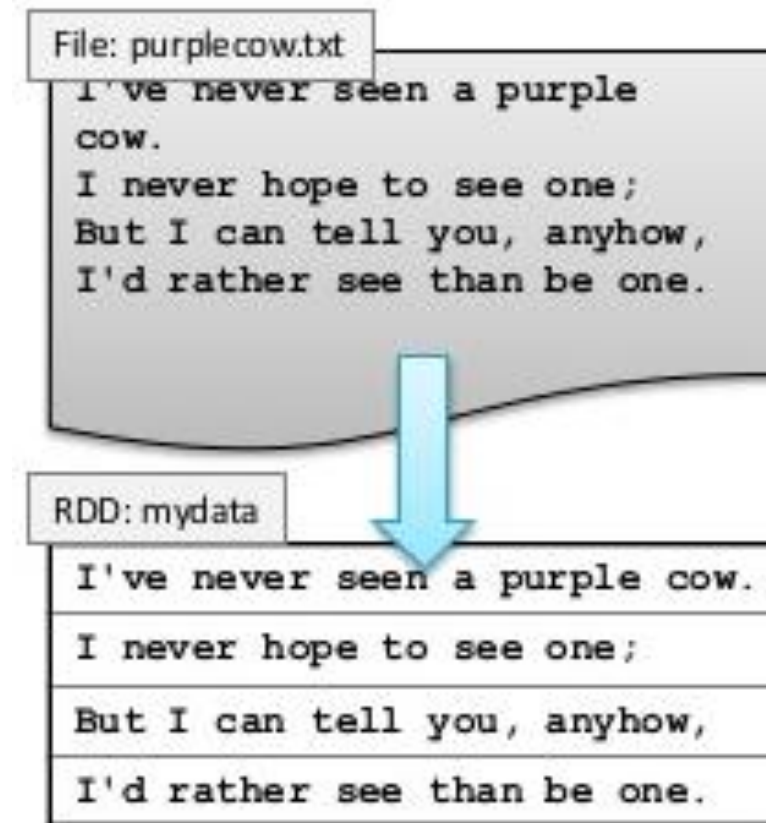 File: purplecow.txt
I've never seen a purple
cow.
I never hope to see one;
But I can tell you, anyhow,
I'd rather see than be one.
RDD: mydata
I've never seen a purple cow.
I never hope to see one;
But I can tell you, anyhow,
I'd rather see than be one.